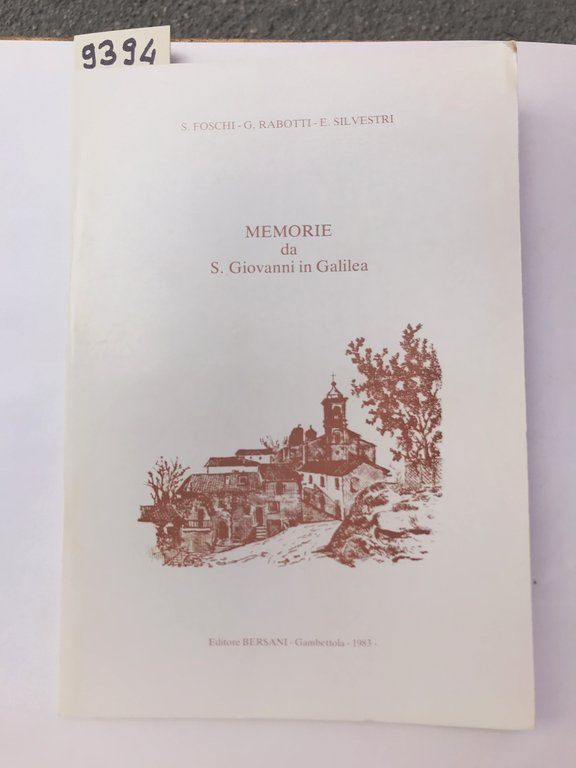 9394
S. FOSCHI - G. RABOTTI - E. SILVESTRI
MEMORIE
da
S. Giovanni in Galilea
Editore BERSANI - Gambettola - 1983 -